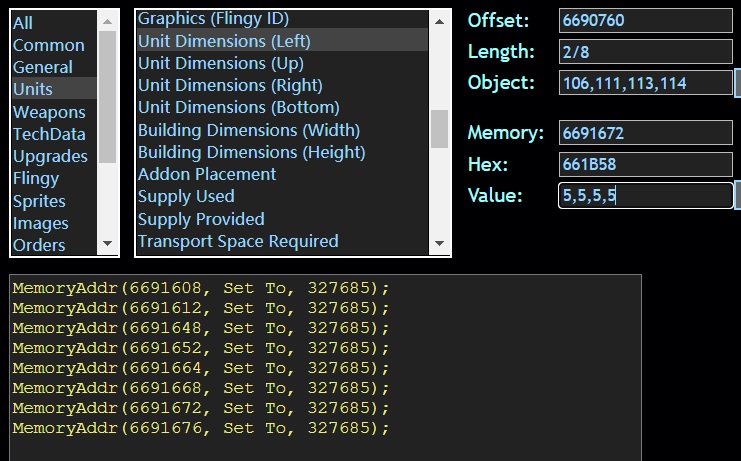 All
Common
General
Units
Weapons
TechData
Upgrades
Flingy
Sprites
Images
Orders
Graphics (Flingy ID)
Unit Dimensions (Left)
Unit Dimensions (Up)
Unit Dimensions (Right)
Unit Dimensions (Bottom)
Building Dimensions (Width)
Building Dimensions (Height)
Addon Placement
Supply Used
Supply Provided
Transport Space Required
Offset: 6690760
Length: 2/8
Object: 106,111,113,114
Memory: 6691672
Hex: 661B58
Value: 5,5,5,5
MemoryAddr(6691608, Set To, 327685);
MemoryAddr(6691612, Set To, 327685);
MemoryAddr(6691648, Set To, 327685);
MemoryAddr(6691652, Set To, 327685);
MemoryAddr(6691664, Set To, 327685);
MemoryAddr(6691668, Set To, 327685);
MemoryAddr(6691672, Set To, 327685);
MemoryAddr(6691676, Set To, 327685);